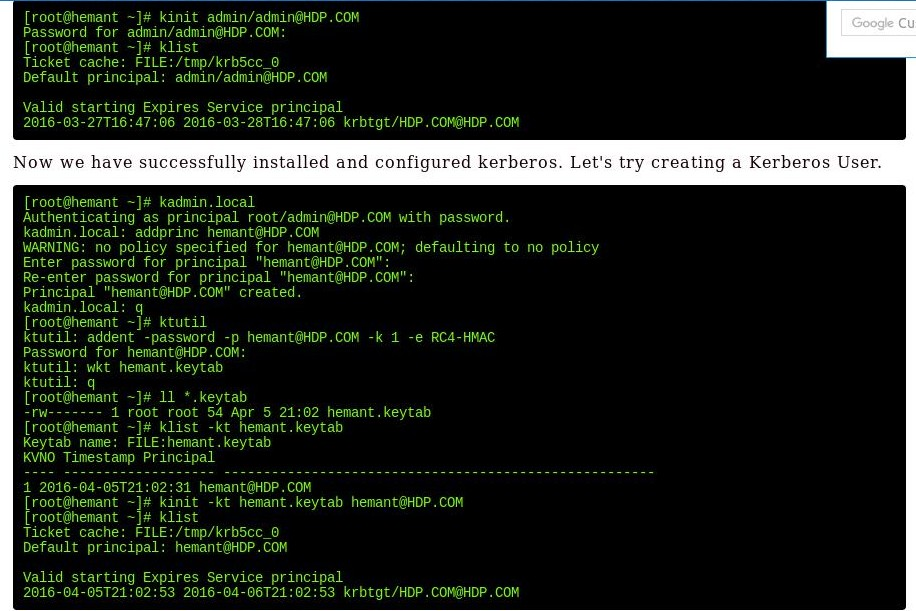 [root@hemant ~]# kinit admin/admin@HDP.COM
Password for admin/admin@HDP.COM:
[root@hemant ~]# klist
Ticket cache: FILE:/tmp/krb5cc_0
Default principal: admin/admin@HDP.COM
Valid starting Expires Service principal
2016-03-27T16:47:06 2016-03-28T16:47:06 krbtgt/HDP.COM@HDP.COM
Google
Now we have successfully installed and configured kerberos. Let's try creating a Kerberos User.
[root@hemant ~]# kadmin.local
Authenticating as principal root/admin@HDP.COM with password.
kadmin.local: addprinc hemant@HDP.COM
WARNING: no policy specified for hemant@HDP.COM; defaulting to no policy
Enter password for principal "hemant@HDP.COM":
Re-enter password for principal "hemant@HDP.COM":
Principal "hemant@HDP.COM" created.
kadmin.local: q
[root@hemant ~]# ktutil
ktutil: addent -password -p hemant@HDP.COM -k 1 -e RC4-HMAC
Password for hemant@HDP.COM:
ktutil: wkt hemant.keytab
ktutil: q
[root@hemant ~]# ll *.keytab
-rw------- 1 root root 54 Apr 5 21:02 hemant.keytab
[root@hemant ~]# klist -kt hemant.keytab
Keytab name: FILE:hemant.keytab
KVNO Timestamp Principal
---- ------------------- ------------------------------------------------------
1 2016-04-05T21:02:31 hemant@HDP.COM
[root@hemant ~]# kinit -kt hemant.keytab hemant@HDP.COM
[root@hemant ~]# klist
Ticket cache: FILE:/tmp/krb5cc_0
Default principal: hemant@HDP.COM
Valid starting Expires Service principal
2016-04-05T21:02:53 2016-04-06T21:02:53 krbtgt/HDP.COM@HDP.COM